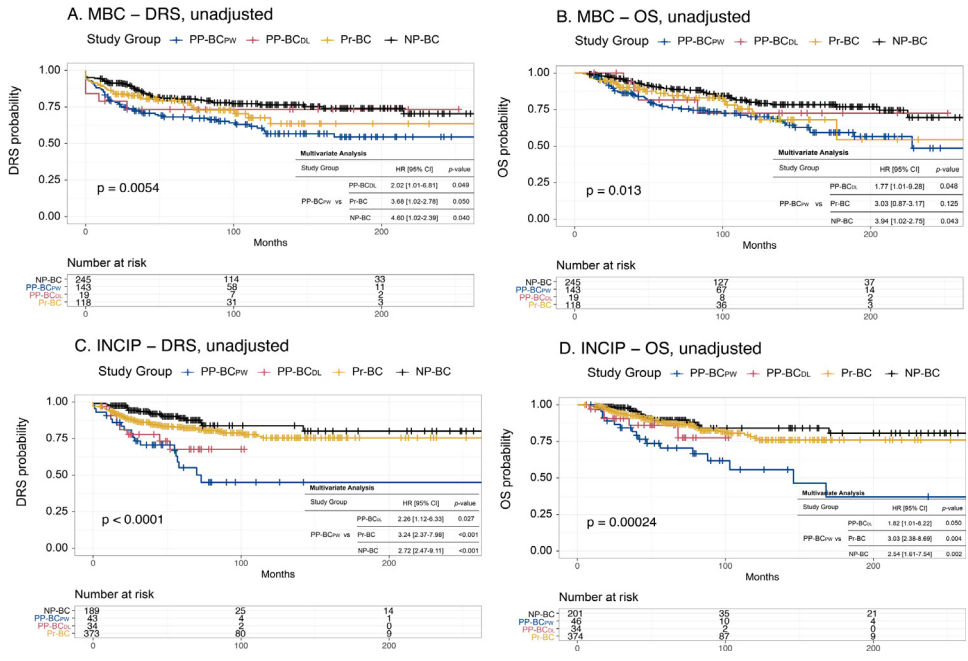 A. MBC – DRS, unadjusted
Study Group PP-BCPW PP-BCDL Pr-BC NP-BC
DRS probability
1.00
0.75
0.50
0.25
0.00
p = 0.0054
Multivariate Analysis
Study Group HR [95% CI] p-value
PP-BCPW vs
PP-BCDL 2.02 [1.01-6.81] 0.049
Pr-BC 3.68 [1.02-2.78] 0.050
NP-BC 4.60 [1.02-2.39] 0.040
0 100 200
Months
Number at risk
NP-BC 245 114 33
PP-BCPW 143 58 11
PP-BCDL 19 7 2
Pr-BC 118 31 3
0 100 200
B. MBC – OS, unadjusted
Study Group PP-BCPW PP-BCDL Pr-BC NP-BC
OS probability
1.00
0.75
0.50
0.25
0.00
p = 0.013
Multivariate Analysis
Study Group HR [95% CI] p-value
PP-BCPW vs
PP-BCDL 1.77 [1.01-9.28] 0.048
Pr-BC 3.03 [0.87-3.17] 0.125
NP-BC 3.94 [1.02-2.75] 0.043
0 100 200
Months
Number at risk
NP-BC 245 127 37
PP-BCPW 143 67 14
PP-BCDL 19 8 2
Pr-BC 118 36 3
0 100 200
C. INCIP – DRS, unadjusted
Study Group PP-BCPW PP-BCDL Pr-BC NP-BC
DRS probability
1.00
0.75
0.50
0.25
0.00
p < 0.0001
Multivariate Analysis
Study Group HR [95% CI] p-value
PP-BCPW vs
PP-BCDL 2.26 [1.12-6.33] 0.027
Pr-BC 3.24 [2.37-7.98] <0.001
NP-BC 2.72 [2.47-9.11] <0.001
0 100 200
Months
Number at risk
NP-BC 189 25 14
PP-BCPW 43 4 1
PP-BCDL 34 2 0
Pr-BC 373 80 9
0 100 200
D. INCIP – OS, unadjusted
Study Group PP-BCPW PP-BCDL Pr-BC NP-BC
OS probability
1.00
0.75
0.50
0.25
0.00
p = 0.00024
Multivariate Analysis
Study Group HR [95% CI] p-value
PP-BCPW vs
PP-BCDL 1.82 [1.01-6.22] 0.050
Pr-BC 3.03 [2.38-8.69] 0.004
NP-BC 2.54 [1.61-7.54] 0.002
0 100 200
Months
Number at risk
NP-BC 201 35 21
PP-BCPW 46 10 4
PP-BCDL 34 2 0
Pr-BC 374 87 9
0 100 200